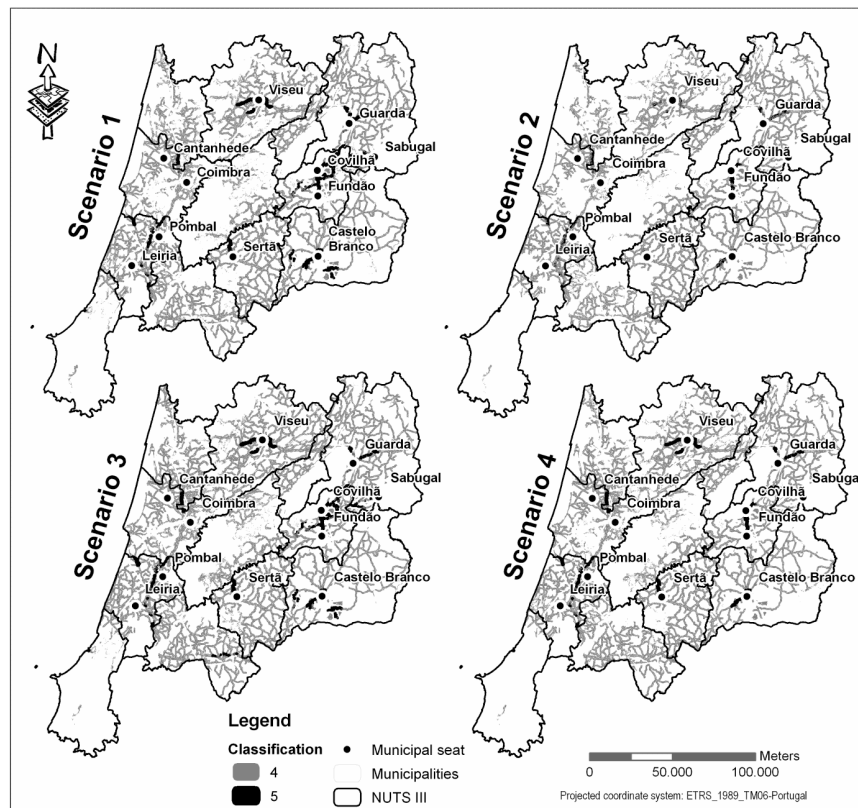 N
Scenario 1
Viseu
Guarda
Cantanhede
Sabugal
Covilhã
Coimbra
Fundão
Pombal
Castelo
Sertã
Branco
Leiria
Scenario 2
Viseu
Guarda
Cantanhede
Sabugal
Covilhã
Coimbra
Fundão
Pombal
Sertã
Castelo Branco
Leiria
Scenario 3
Viseu
Guarda
Cantanhede
Sabugal
Covilhã
Coimbra
Fundão
Pombal
Sertã
Castelo Branco
Leiria
Scenario 4
Viseu
Guarda
Cantanhede
Sabugal
Covilhã
Coimbra
Fundão
Pombal
Sertã
Castelo Branco
Leiria
Legend
Classification
4
5
Municipal seat
Municipalities
NUTS III
Meters
0 50.000 100.000
Projected coordinate system: ETRS_1989_TM06-Portugal